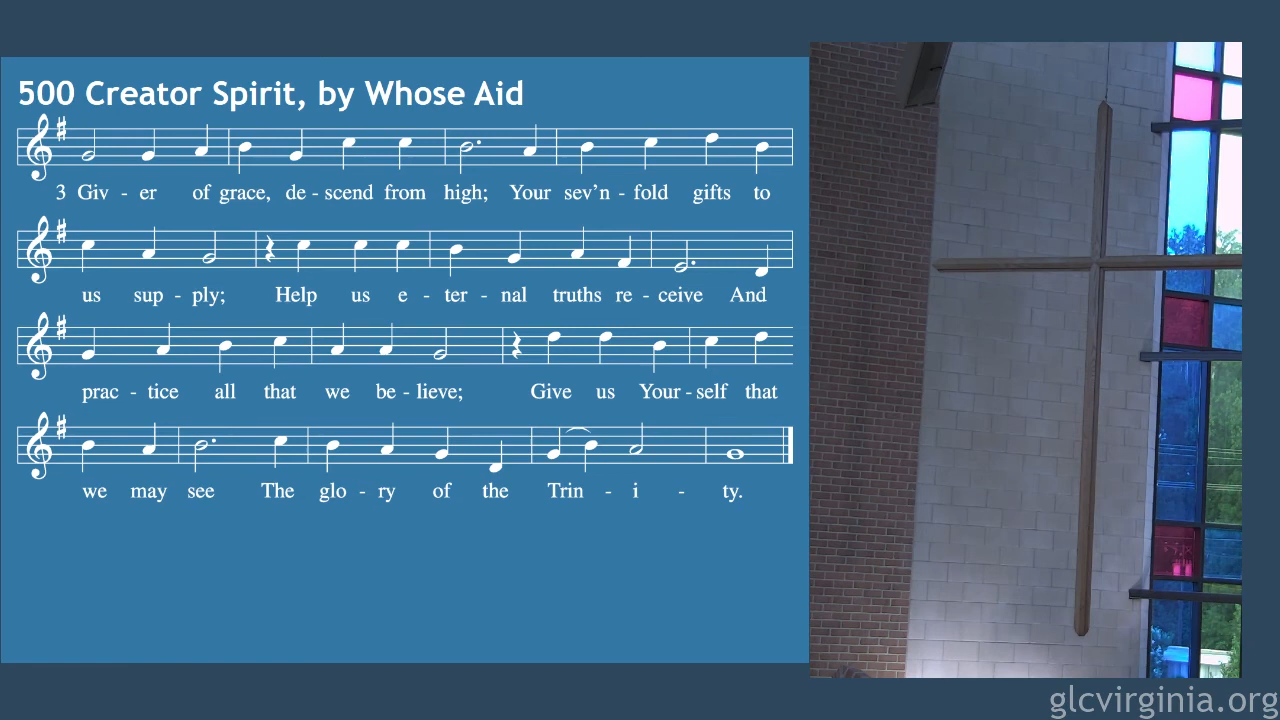 500 Creator Spirit, by Whose Aid
3 Giv - er of grace, de - scend from high; Your sev'n - fold gifts to
us sup - ply; Help us e - ter - nal truths re - ceive And
prac - tice all that we be - lieve; Give us Your - self that
we may see The glo - ry of the Trin - i - ty.
glcvirginia.org